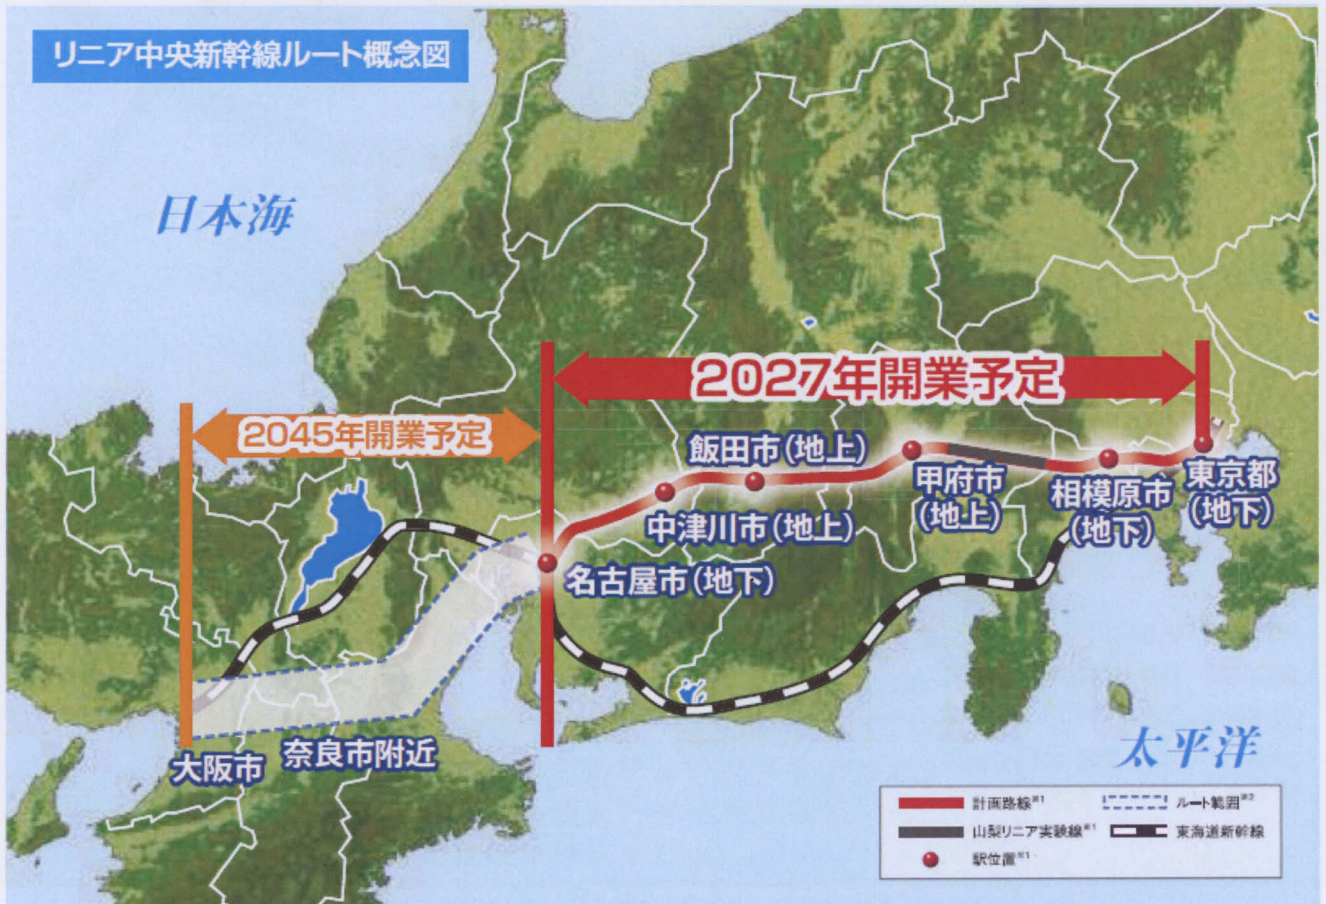 リニア中央新幹線ルート概念図
日本海
2027年開業予定
2045年開業予定
飯田市(地上)
中津川市(地上)
甲府市
(地上)
相模原市
(地下)
東京都
(地下)
名古屋市(地下)
大阪市
奈良市附近
太平洋
計画路線※1
ルート範囲※2
山梨リニア実験線※1
東海道新幹線
駅位置※1